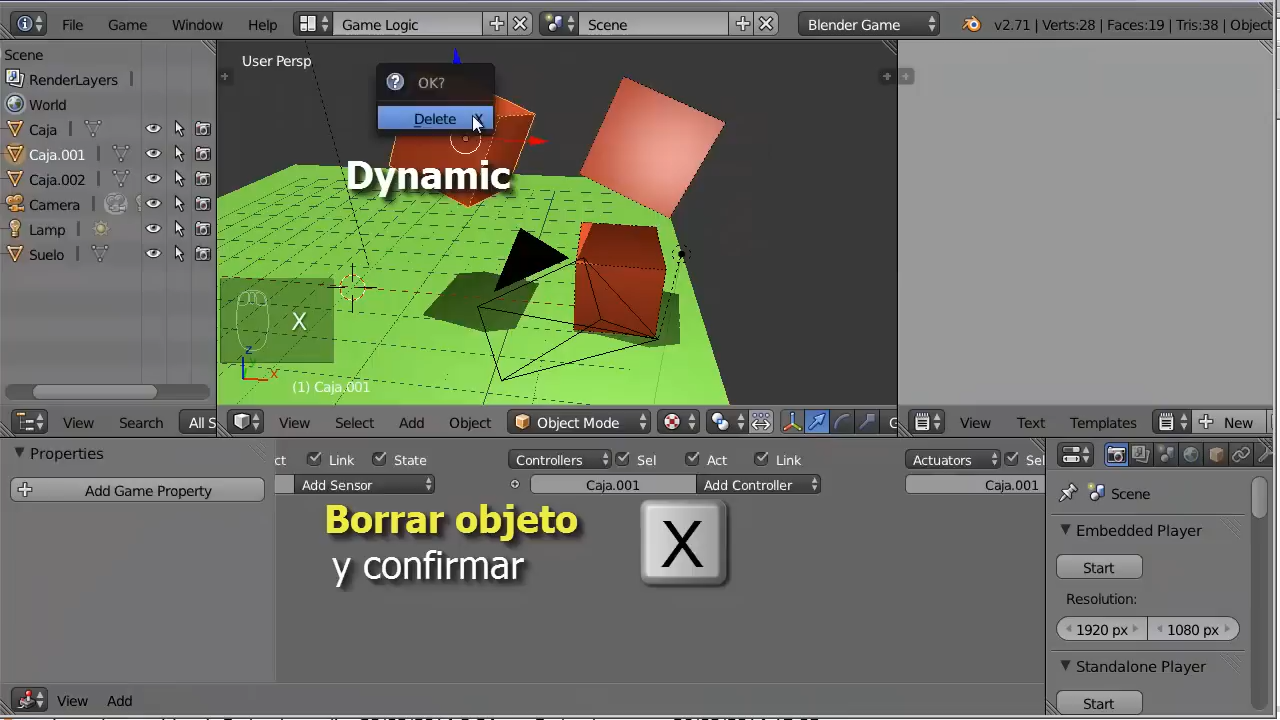 File Game Window Help Game Logic Scene Blender Game v2.71 | Verts:28 | Faces:19 | Tris:38 | Object
Scene
RenderLayers
World
Caja
Caja.001
Caja.002
Camera
Lamp
Suelo
User Persp
OK?
Delete X
Dynamic
X
z
y
x
(1) Caja.001
View Search All S
View Select Add Object Object Mode G
View Text Templates New
Properties
Add Game Property
ct Link State Controllers Sel Act Link Actuators Sel
Add Sensor Caja.001 Add Controller Caja.001
Borrar objeto
y confirmar
X
Scene
Embedded Player
Start
Resolution:
1920 px 1080 px
Standalone Player
Start
View Add